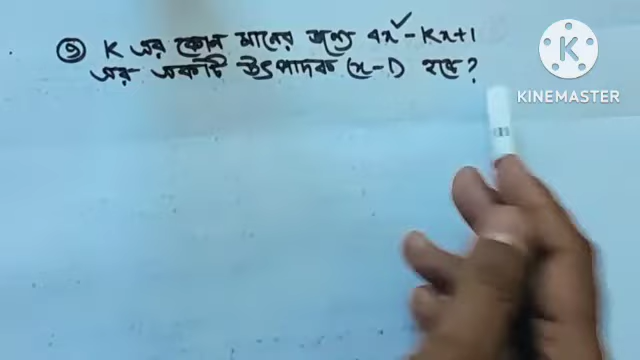 ৩ K এর কোন মানের জন্যে 4x² - Kx+1
এর একটি উৎপাদক (x-1) হবে?
KINEMASTER